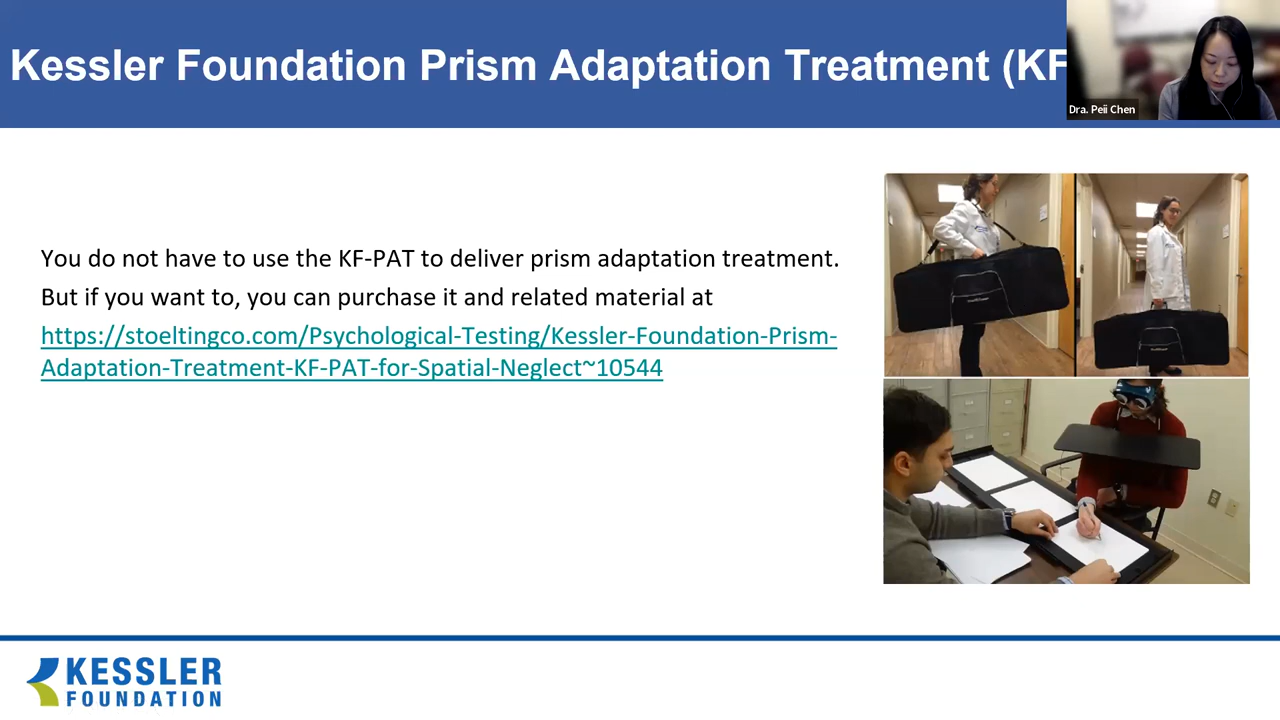 Kessler Foundation Prism Adaptation Treatment (KF
Dra. Peii Chen
You do not have to use the KF-PAT to deliver prism adaptation treatment.
But if you want to, you can purchase it and related material at
https://stoeltingco.com/Psychological-Testing/Kessler-Foundation-Prism-
Adaptation-Treatment-KF-PAT-for-Spatial-Neglect~10544
KESSLER
FOUNDATION